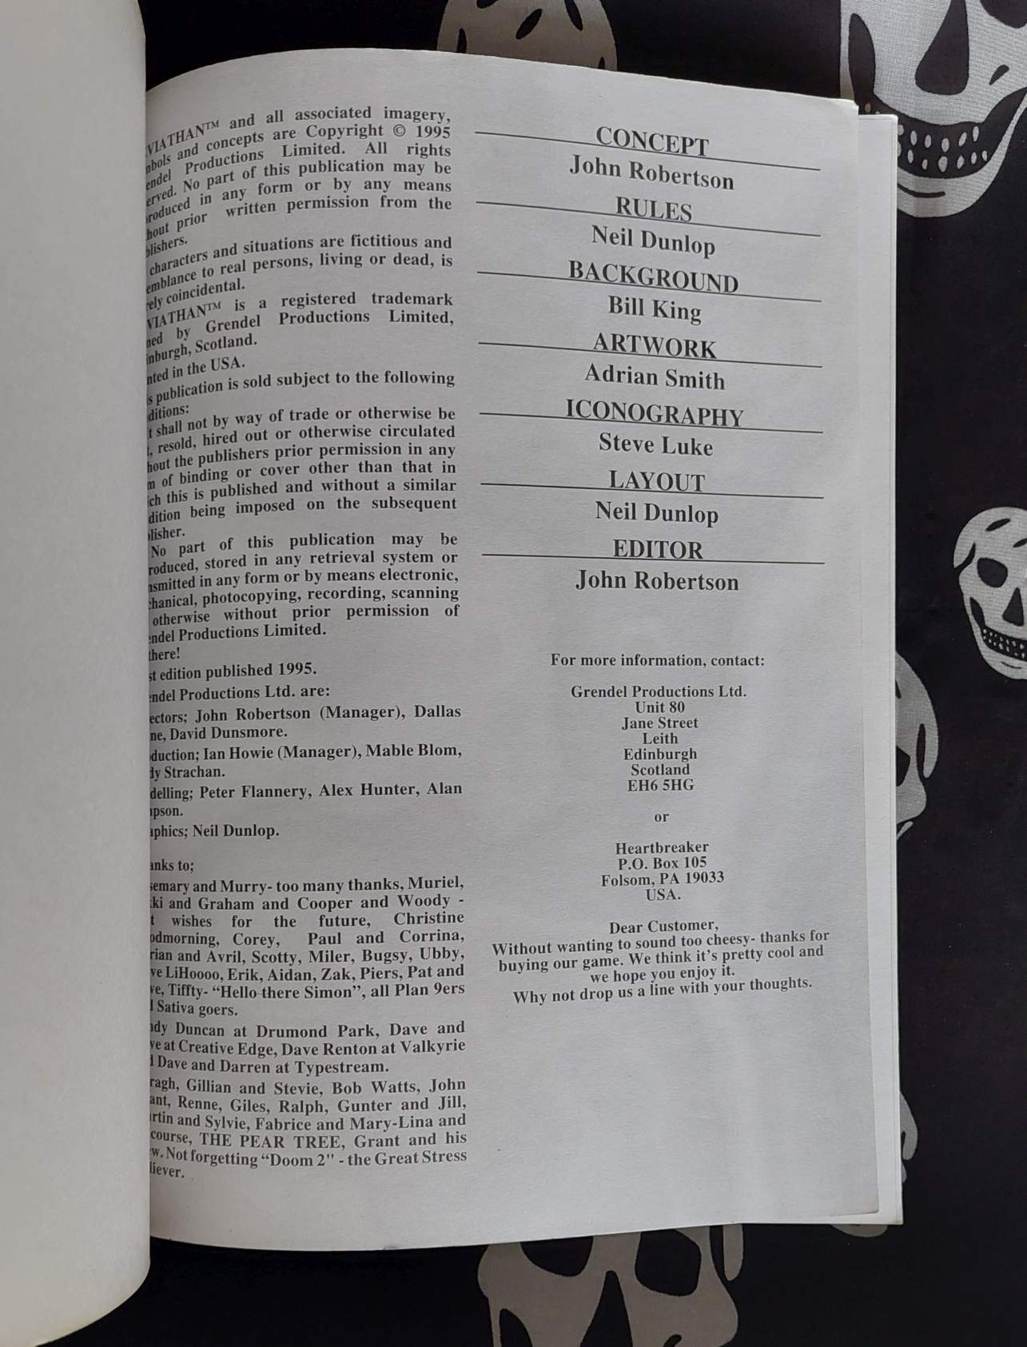 VIATHAN™ and all associated imagery,
mbols and concepts are Copyright © 1995
endel Productions Limited. All rights
erved. No part of this publication may be
roduced in any form or by any means
hout prior written permission from the
blishers.
characters and situations are fictitious and
emblance to real persons, living or dead, is
ely coincidental.
VIATHAN™ is a registered trademark
ned by Grendel Productions Limited,
inburgh, Scotland.
nted in the USA.
s publication is sold subject to the following
ditions:
t shall not by way of trade or otherwise be
, resold, hired out or otherwise circulated
hout the publishers prior permission in any
m of binding or cover other than that in
ch this is published and without a similar
dition being imposed on the subsequent
lisher.
No part of this publication may be
roduced, stored in any retrieval system or
nsmitted in any form or by means electronic,
chanical, photocopying, recording, scanning
otherwise without prior permission of
endel Productions Limited.
there!
st edition published 1995.
endel Productions Ltd. are:
ectors; John Robertson (Manager), Dallas
ne, David Dunsmore.
oduction; Ian Howie (Manager), Mable Blom,
ly Strachan.
delling; Peter Flannery, Alex Hunter, Alan
pson.
aphics; Neil Dunlop.
anks to;
semary and Murry- too many thanks, Muriel,
ki and Graham and Cooper and Woody -
t wishes for the future, Christine
odmorning, Corey, Paul and Corrina,
rian and Avril, Scotty, Miler, Bugsy, Ubby,
ve LiHoooo, Erik, Aidan, Zak, Piers, Pat and
ve, Tiffty- "Hello there Simon", all Plan 9ers
l Sativa goers.
dy Duncan at Drumond Park, Dave and
ve at Creative Edge, Dave Renton at Valkyrie
l Dave and Darren at Typestream.
ragh, Gillian and Stevie, Bob Watts, John
ant, Renne, Giles, Ralph, Gunter and Jill,
rtin and Sylvie, Fabrice and Mary-Lina and
course, THE PEAR TREE, Grant and his
w. Not forgetting "Doom 2" - the Great Stress
liever.
CONCEPT
John Robertson
RULES
Neil Dunlop
BACKGROUND
Bill King
ARTWORK
Adrian Smith
ICONOGRAPHY
Steve Luke
LAYOUT
Neil Dunlop
EDITOR
John Robertson
For more information, contact:
Grendel Productions Ltd.
Unit 80
Jane Street
Leith
Edinburgh
Scotland
EH6 5HG
or
Heartbreaker
P.O. Box 105
Folsom, PA 19033
USA.
Dear Customer,
Without wanting to sound too cheesy- thanks for
buying our game. We think it's pretty cool and
we hope you enjoy it.
Why not drop us a line with your thoughts.